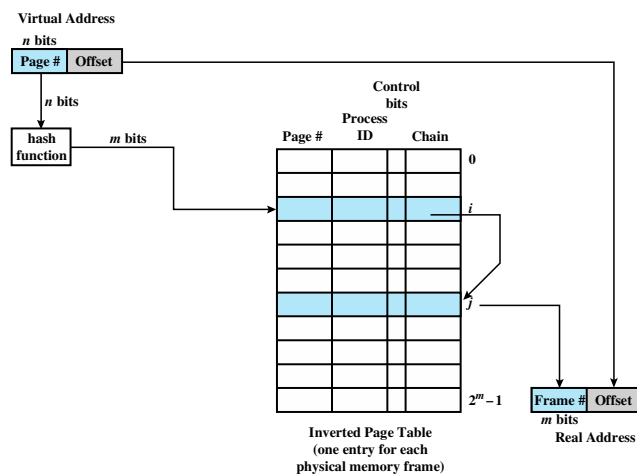 Virtual Address
n bits
Page # Offset
n bits
hash
function
m bits
Control
bits
Process
Page # ID Chain
0
i
j
2^m − 1
Frame # Offset
m bits
Real Address
Inverted Page Table
(one entry for each
physical memory frame)